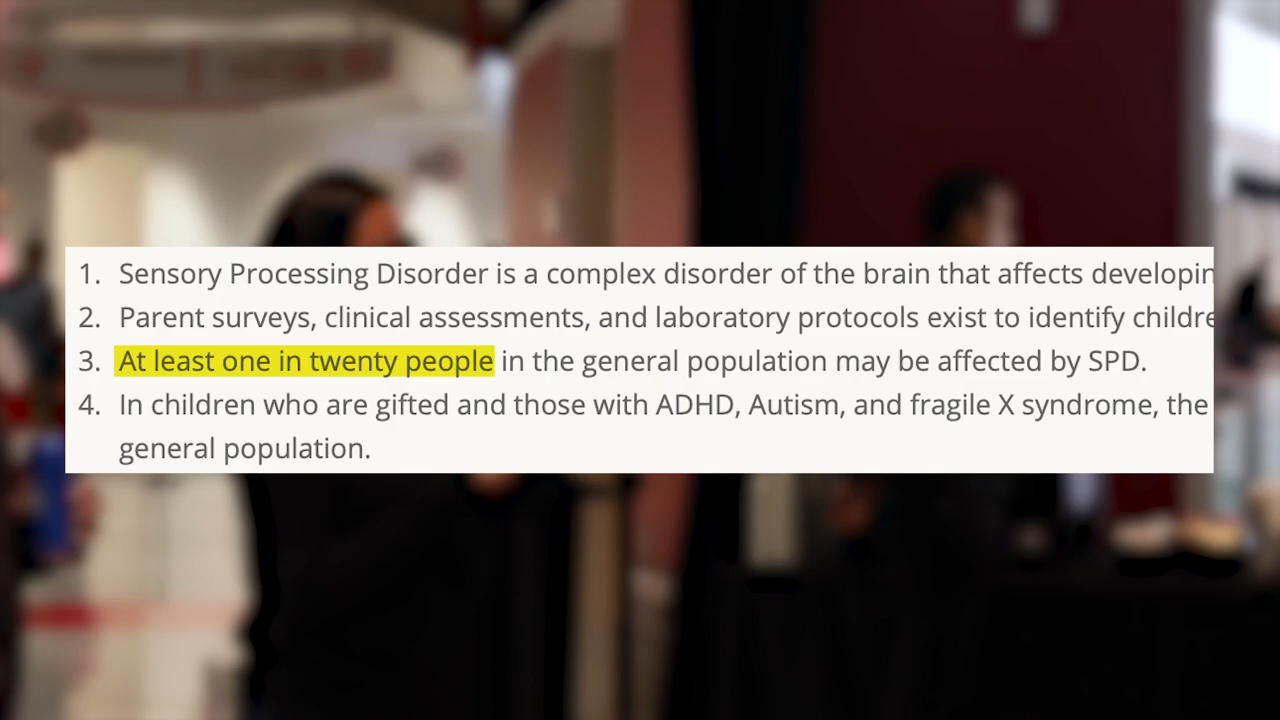 1. Sensory Processing Disorder is a complex disorder of the brain that affects developin
2. Parent surveys, clinical assessments, and laboratory protocols exist to identify childre
3. At least one in twenty people in the general population may be affected by SPD.
4. In children who are gifted and those with ADHD, Autism, and fragile X syndrome, the
general population.